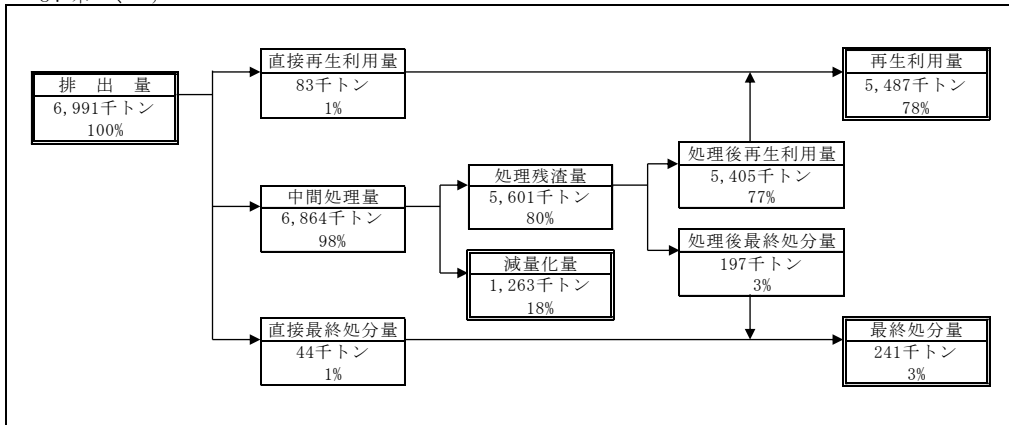 排　出　量
6,991千トン
100%
直接再生利用量
83千トン
1%
再生利用量
5,487千トン
78%
中間処理量
6,864千トン
98%
処理残渣量
5,601千トン
80%
処理後再生利用量
5,405千トン
77%
減量化量
1,263千トン
18%
処理後最終処分量
197千トン
3%
直接最終処分量
44千トン
1%
最終処分量
241千トン
3%